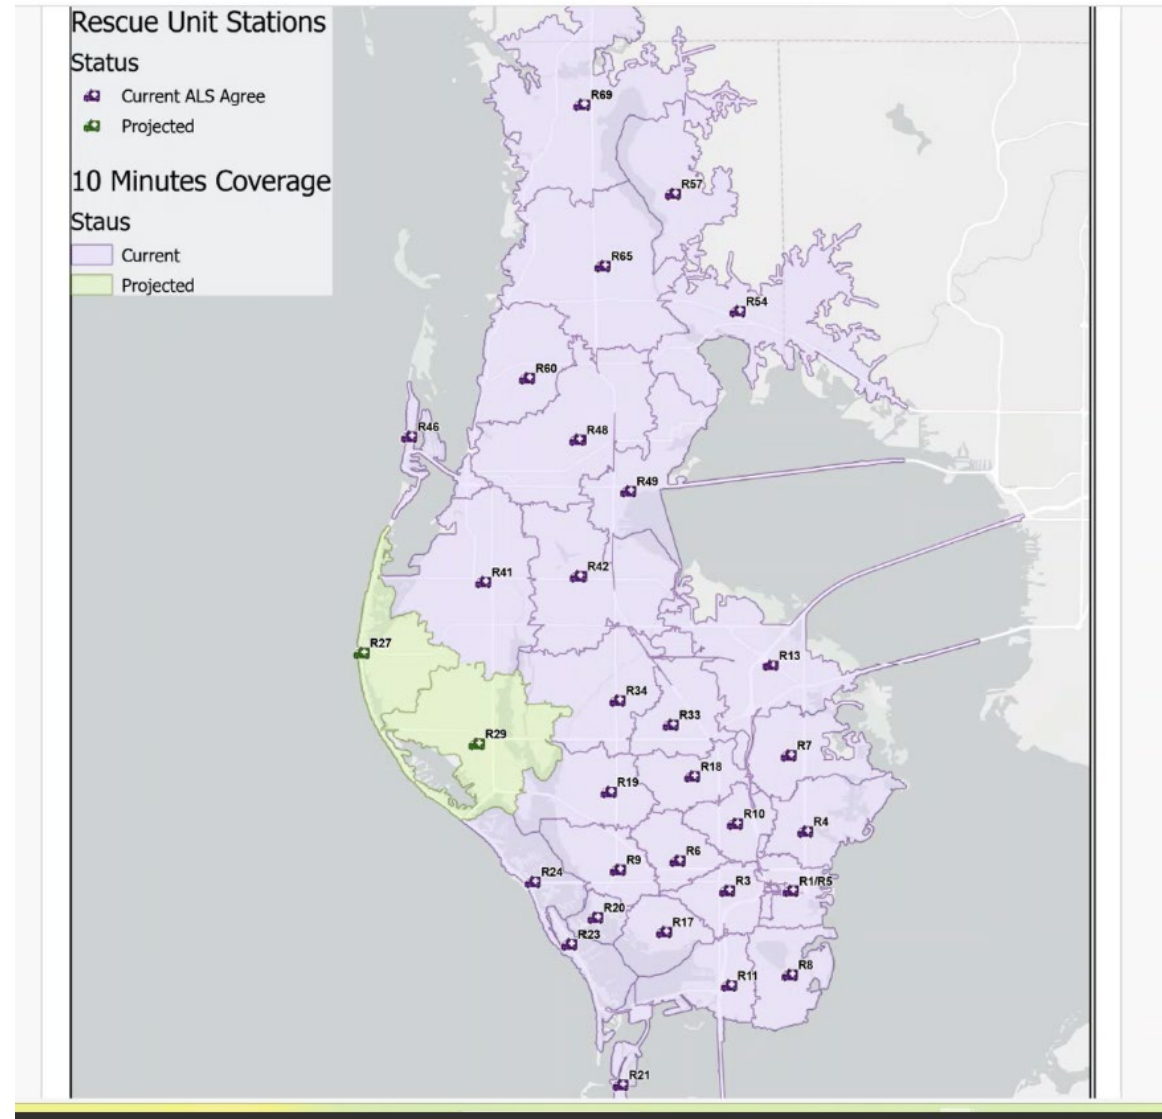 Rescue Unit Stations
Status
Current ALS Agree
Projected
10 Minutes Coverage
Staus
Current
Projected
R69
R57
R65
R54
R60
R46
R48
R49
R41
R42
R27
R13
R34
R33
R29
R7
R18
R19
R10
R4
R6
R9
R24
R3
R1/R5
R20
R17
R23
R8
R11
R21